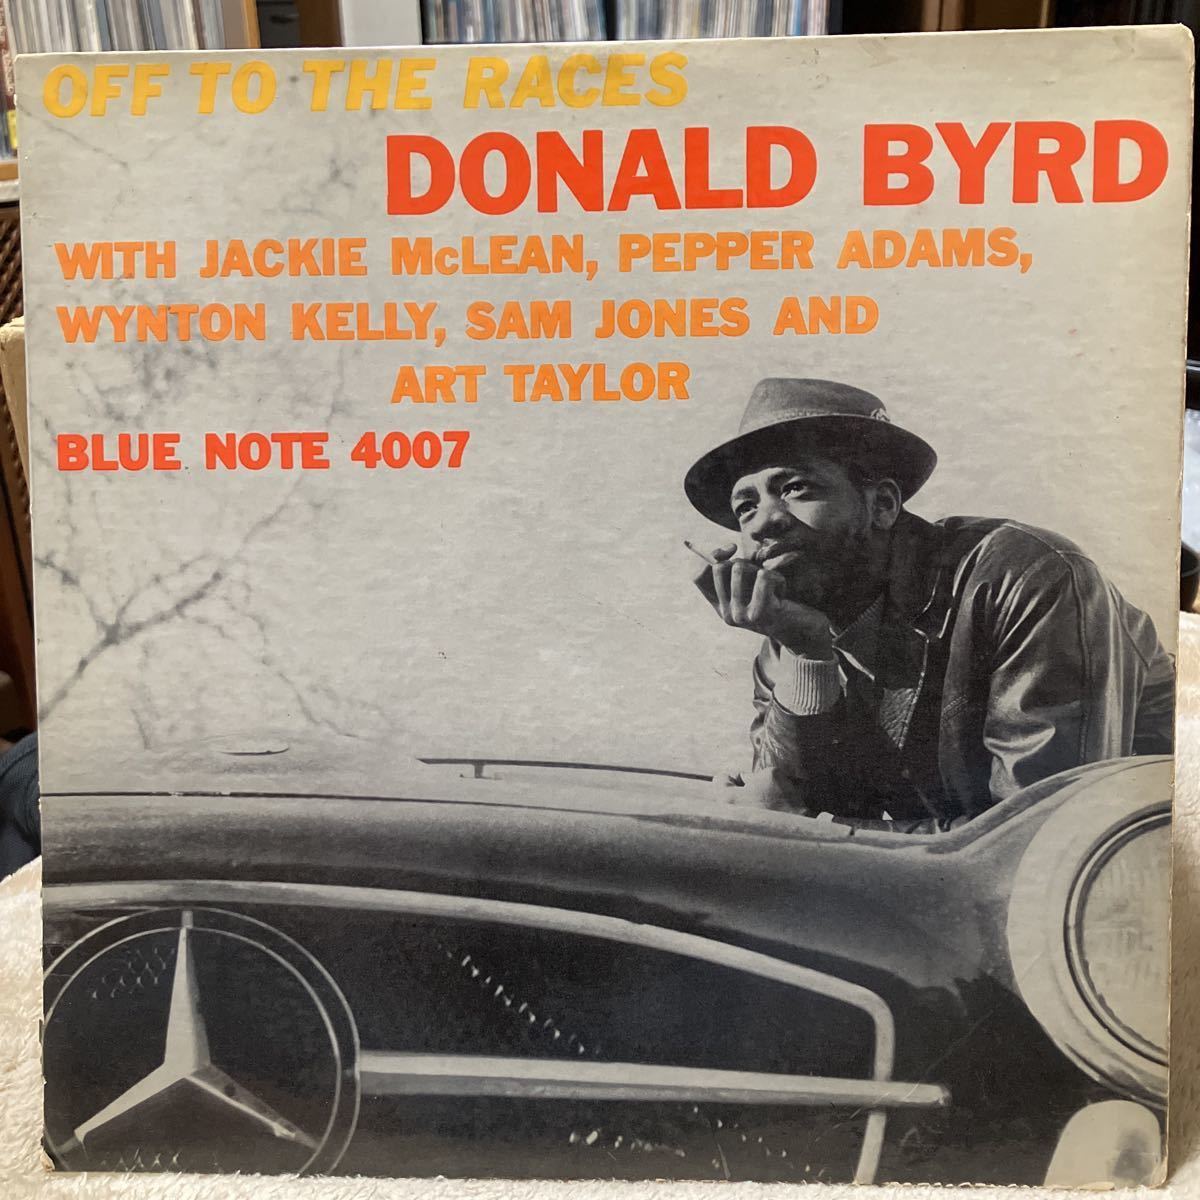 OFF TO THE RACES
DONALD BYRD
WITH JACKIE McLEAN, PEPPER ADAMS,
WYNTON KELLY, SAM JONES AND
ART TAYLOR
BLUE NOTE 4007